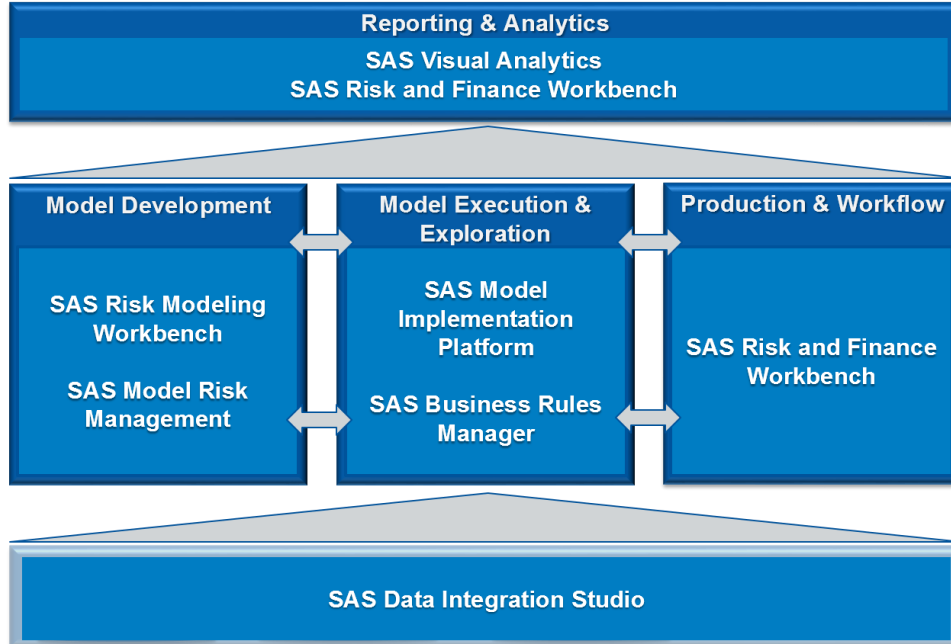 Reporting & Analytics
SAS Visual Analytics
SAS Risk and Finance Workbench
Model Development
SAS Risk Modeling
Workbench
SAS Model Risk
Management
Model Execution &
Exploration
SAS Model
Implementation
Platform
SAS Business Rules
Manager
Production & Workflow
SAS Risk and Finance
Workbench
SAS Data Integration Studio